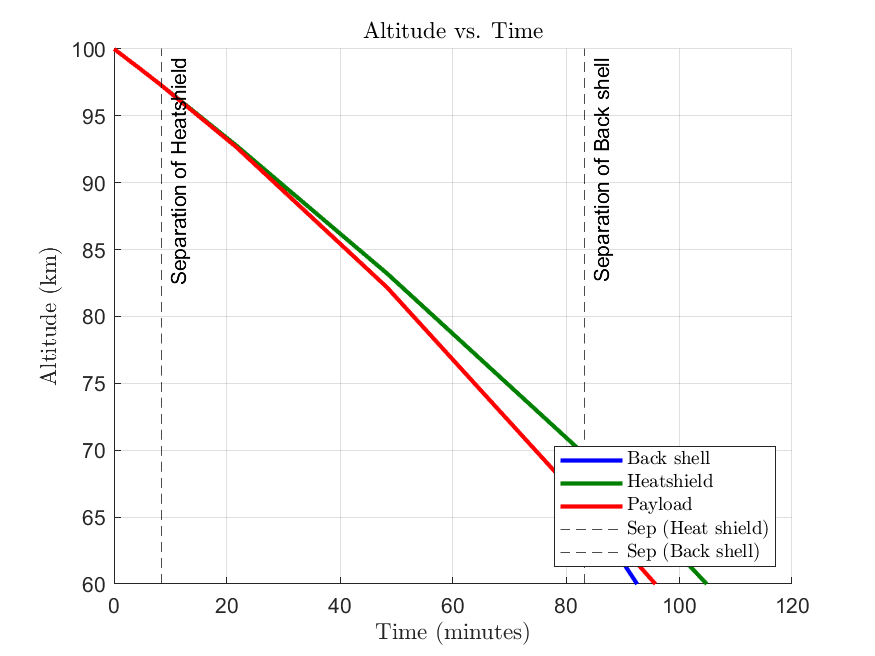 Altitude vs. Time
100
95
90
85
80
75
70
65
60
Altitude (km)
Separation of Heatshield
Separation of Back shell
Back shell
Heatshield
Payload
Sep (Heat shield)
Sep (Back shell)
0
20
40
60
80
100
120
Time (minutes)